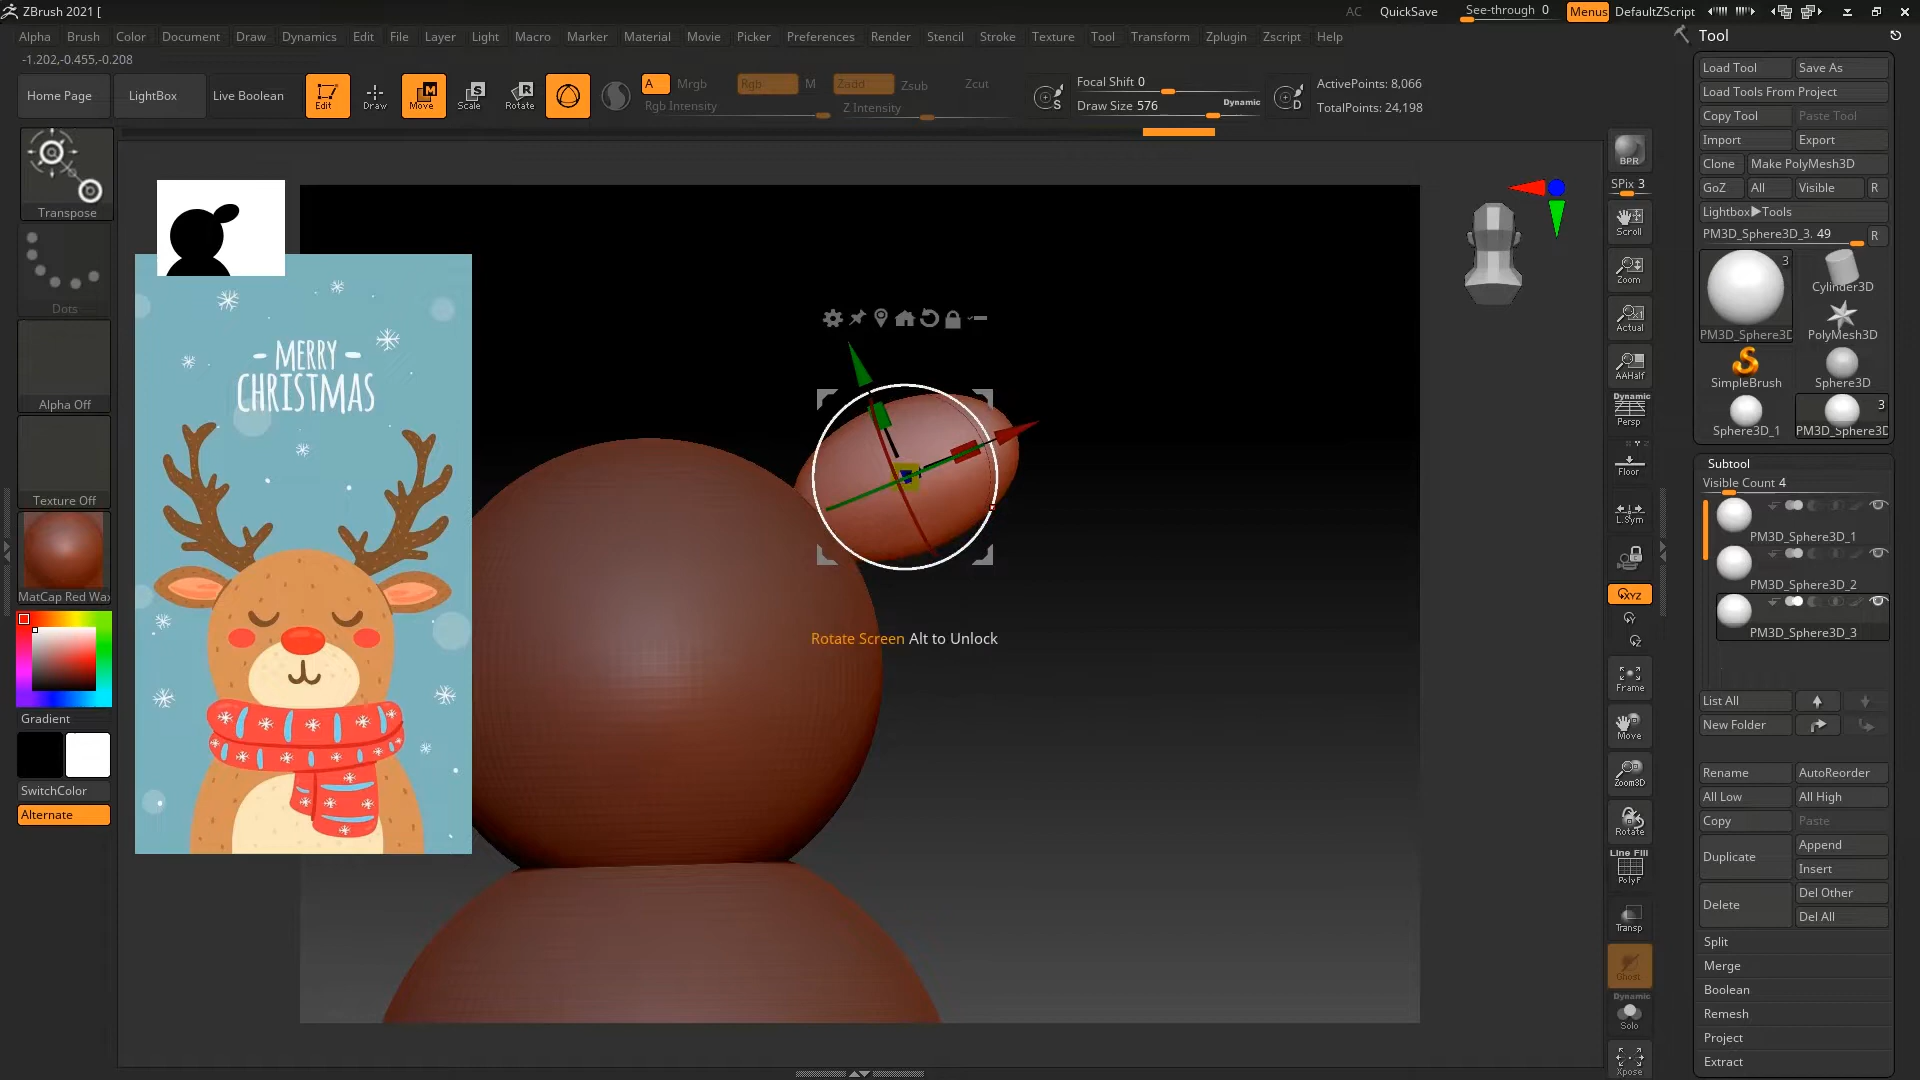 ZBrush 2021 [
AC QuickSave See-through 0 Menus DefaultZScript
Alpha Brush Color Document Draw Dynamics Edit File Layer Light Macro Marker Material Movie Picker Preferences Render Stencil Stroke Texture Tool Transform Zplugin Zscript Help
-1.202,-0.455,-0.208
Home Page LightBox Live Boolean Edit Draw Move Scale Rotate
A Mrgb Rgb M Zadd Zsub Zcut
Rgb Intensity Z Intensity
S Focal Shift 0 D ActivePoints: 8,066
Draw Size 576 Dynamic TotalPoints: 24,198
Transpose
Dots
Alpha Off
Texture Off
MatCap Red Wax
Gradient
SwitchColor
Alternate
MERRY
CHRISTMAS
Rotate Screen Alt to Unlock
BPR
SPix 3
Scroll
Zoom
Actual
AAHalf
Dynamic
Persp
Floor
L.Sym
XYZ
Frame
Move
Zoom3D
Rotate
Line Fill
PolyF
Transp
Ghost
Dynamic
Solo
Xpose
Tool
Load Tool Save As
Load Tools From Project
Copy Tool Paste Tool
Import Export
Clone Make PolyMesh3D
GoZ All Visible R
Lightbox▶Tools
PM3D_Sphere3D_3. 49 R
3
Cylinder3D
PM3D_Sphere3D PolyMesh3D
SimpleBrush Sphere3D
3
Sphere3D_1 PM3D_Sphere3D
Subtool
Visible Count 4
PM3D_Sphere3D_1
PM3D_Sphere3D_2
PM3D_Sphere3D_3
List All
New Folder
Rename AutoReorder
All Low All High
Copy Paste
Duplicate Append
Insert
Delete Del Other
Del All
Split
Merge
Boolean
Remesh
Project
Extract